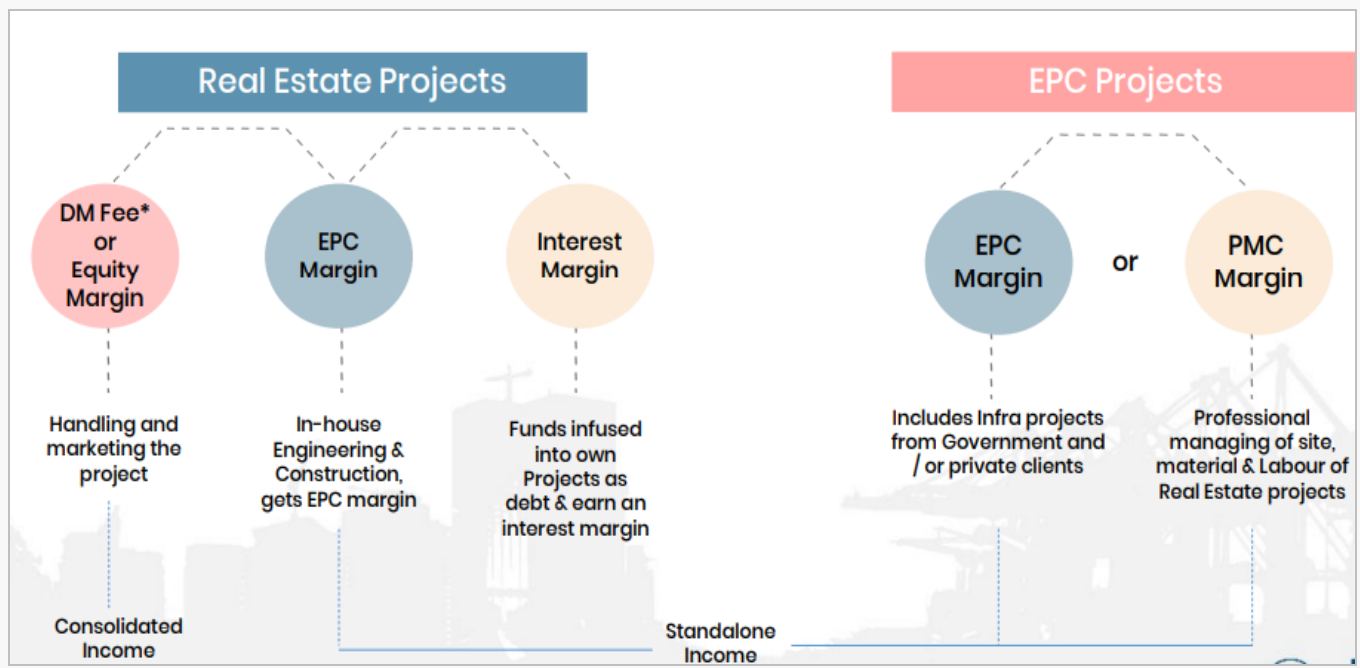 Real Estate Projects
EPC Projects
DM Fee*
or
Equity
Margin
EPC
Margin
Interest
Margin
EPC
Margin
or
PMC
Margin
Handling and
marketing the
project
In-house
Engineering &
Construction,
gets EPC margin
Funds infused
into own
Projects as
debt & earn an
interest margin
Includes Infra projects
from Government and
/ or private clients
Professional
managing of site,
material & Labour of
Real Estate projects
Consolidated
Income
Standalone
Income